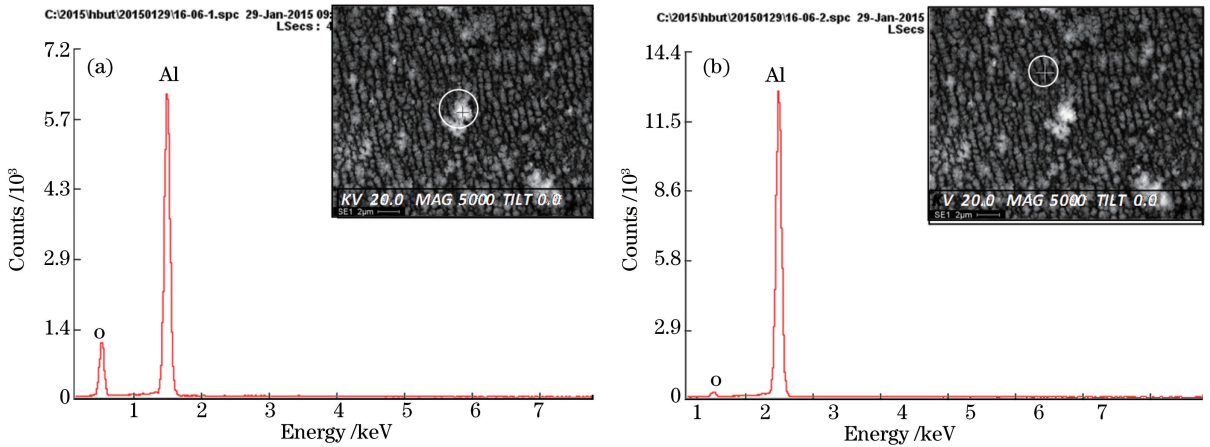 C:\2015\hbut\20150129\16-06-1.spc 29-Jan-2015 09:
LSecs : 4
(a)
Al
O
7.2
5.7
4.3
2.9
1.4
0
Counts /10³
1 2 3 4 5 6 7
Energy /keV
KV 20.0 MAG 5000 TILT 0.0
SE1 2μm
C:\2015\hbut\20150129\16-06-2.spc 29-Jan-2015
LSecs
(b)
Al
O
14.4
11.5
8.6
5.8
2.9
0
Counts /10³
1 2 3 4 5 6 7
Energy /keV
V 20.0 MAG 5000 TILT 0.0
SE1 2μm